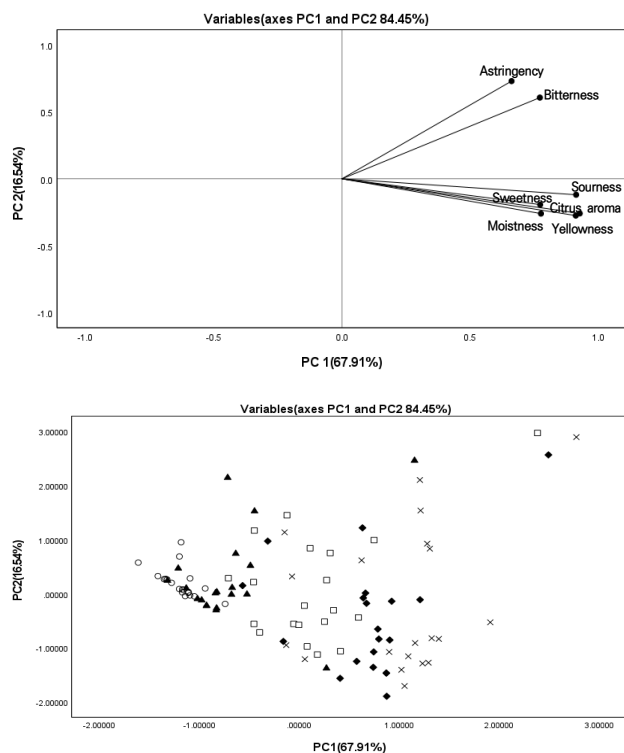 Variables(axes PC1 and PC2 84.45%)
1.0
Astringency
Bitterness
0.5
PC 2(16.54%)
0.0
Sourness
Sweetness
Citrus aroma
Moistness
Yellowness
-0.5
-1.0
-1.0 -0.5 0.0 0.5 1.0
PC 1(67.91%)
Variables(axes PC1 and PC2 84.45%)
3.00000
2.00000
1.00000
PC2(16.54%)
.00000
-1.00000
-2.00000
-2.00000 -1.00000 .00000 1.00000 2.00000 3.00000
PC1(67.91%)